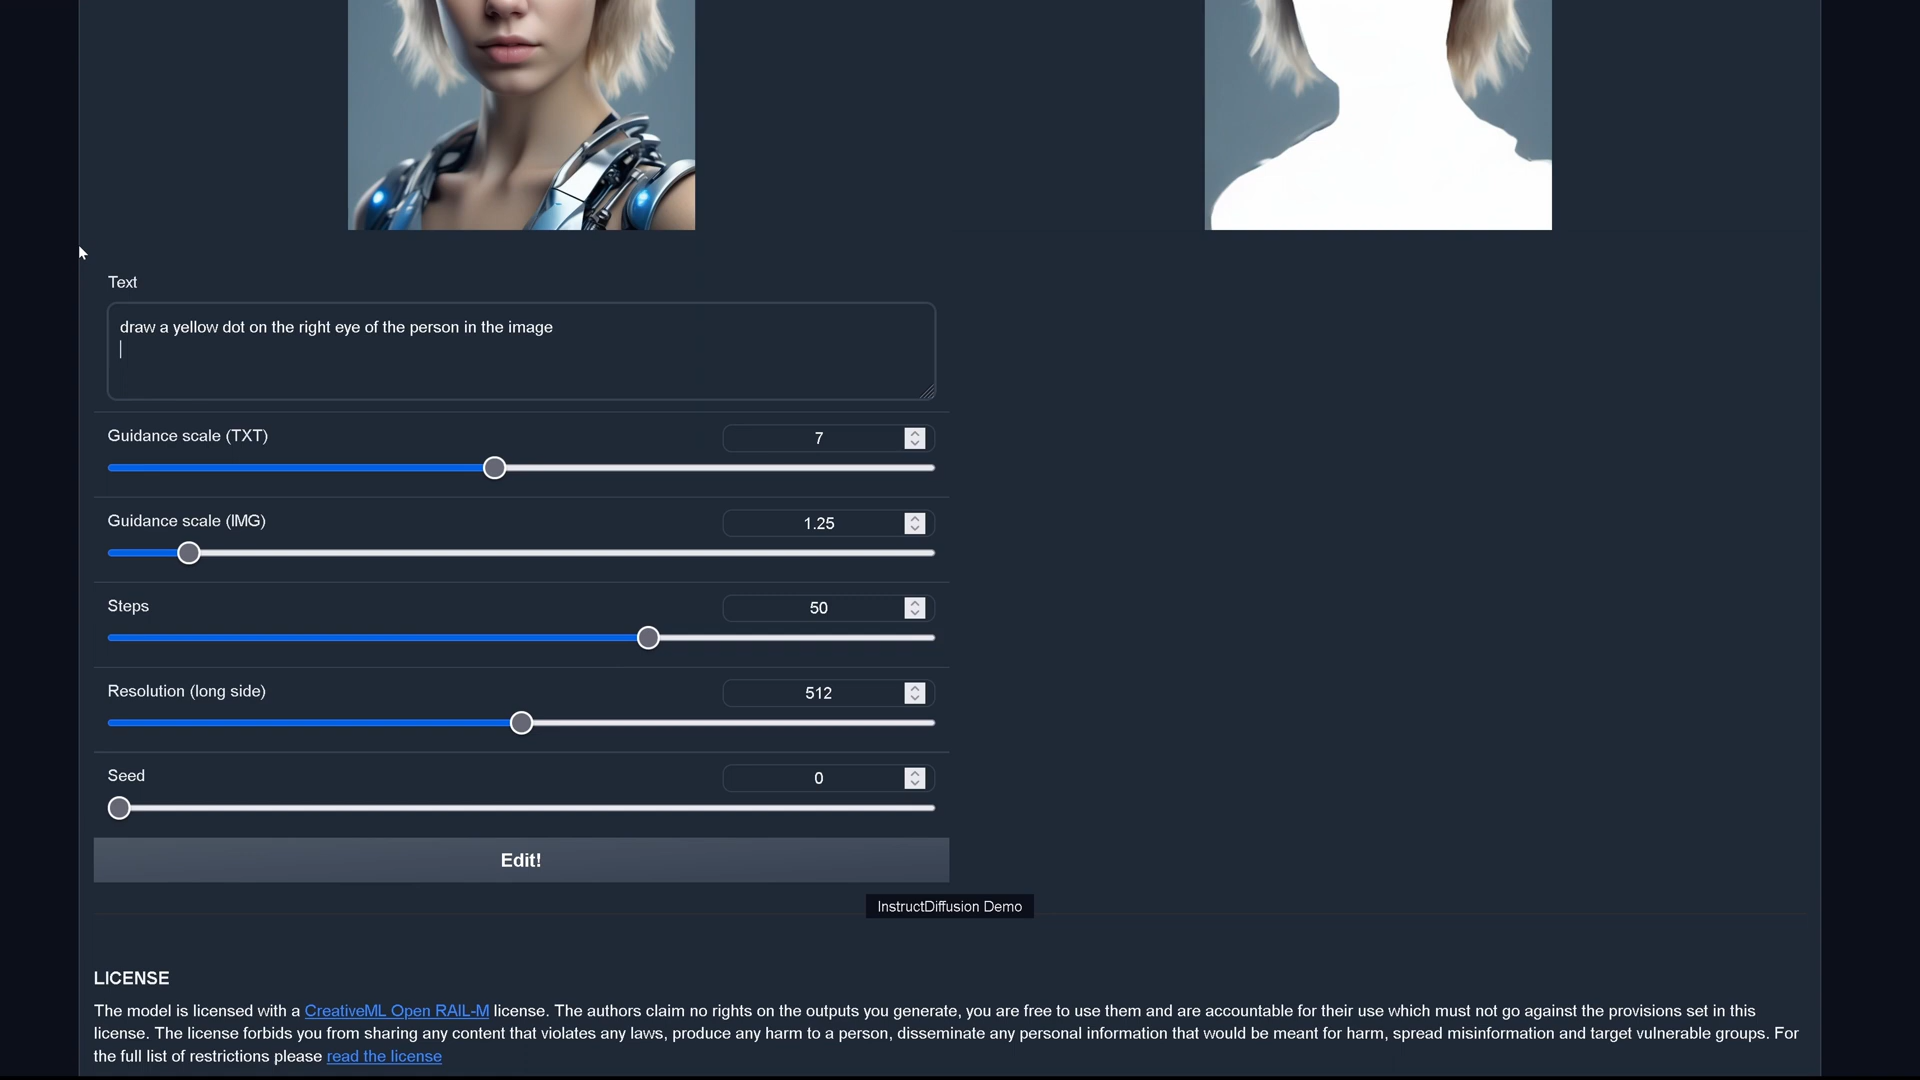 Text
draw a yellow dot on the right eye of the person in the image
Guidance scale (TXT)
7
Guidance scale (IMG)
1.25
Steps
50
Resolution (long side)
512
Seed
0
Edit!
InstructDiffusion Demo
LICENSE
The model is licensed with a CreativeML Open RAIL-M license. The authors claim no rights on the outputs you generate, you are free to use them and are accountable for their use which must not go against the provisions set in this
license. The license forbids you from sharing any content that violates any laws, produce any harm to a person, disseminate any personal information that would be meant for harm, spread misinformation and target vulnerable groups. For
the full list of restrictions please read the license